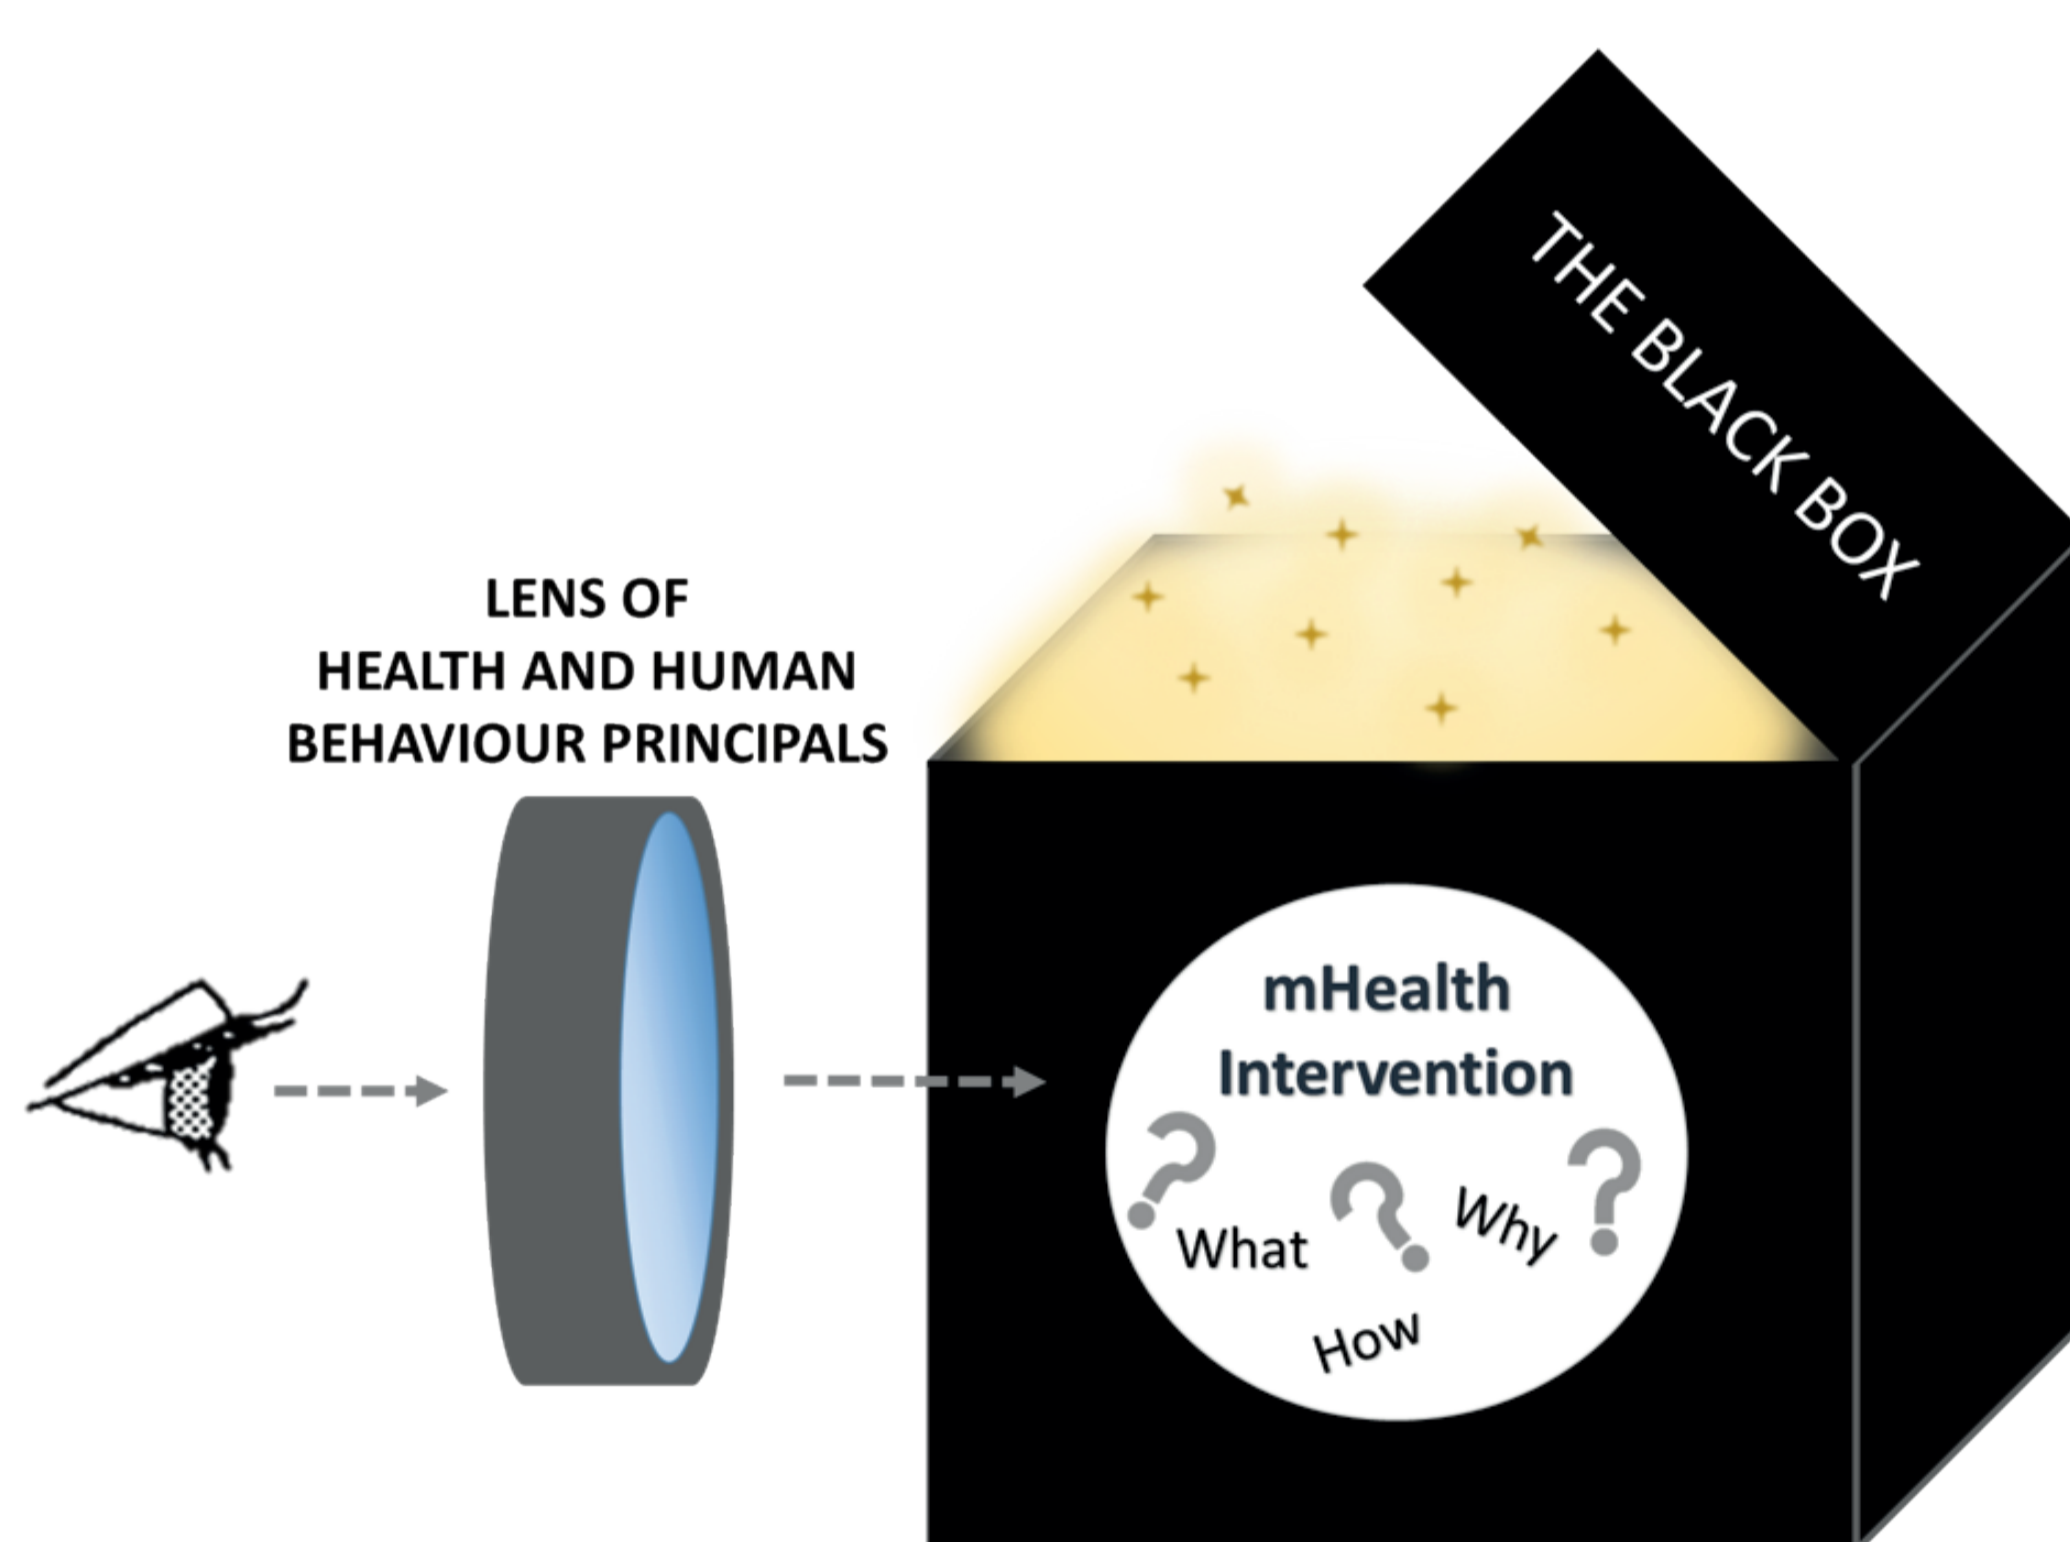 THE BLACK BOX
LENS OF
HEALTH AND HUMAN
BEHAVIOUR PRINCIPALS
mHealth
Intervention
? ? ?
What
Why
How